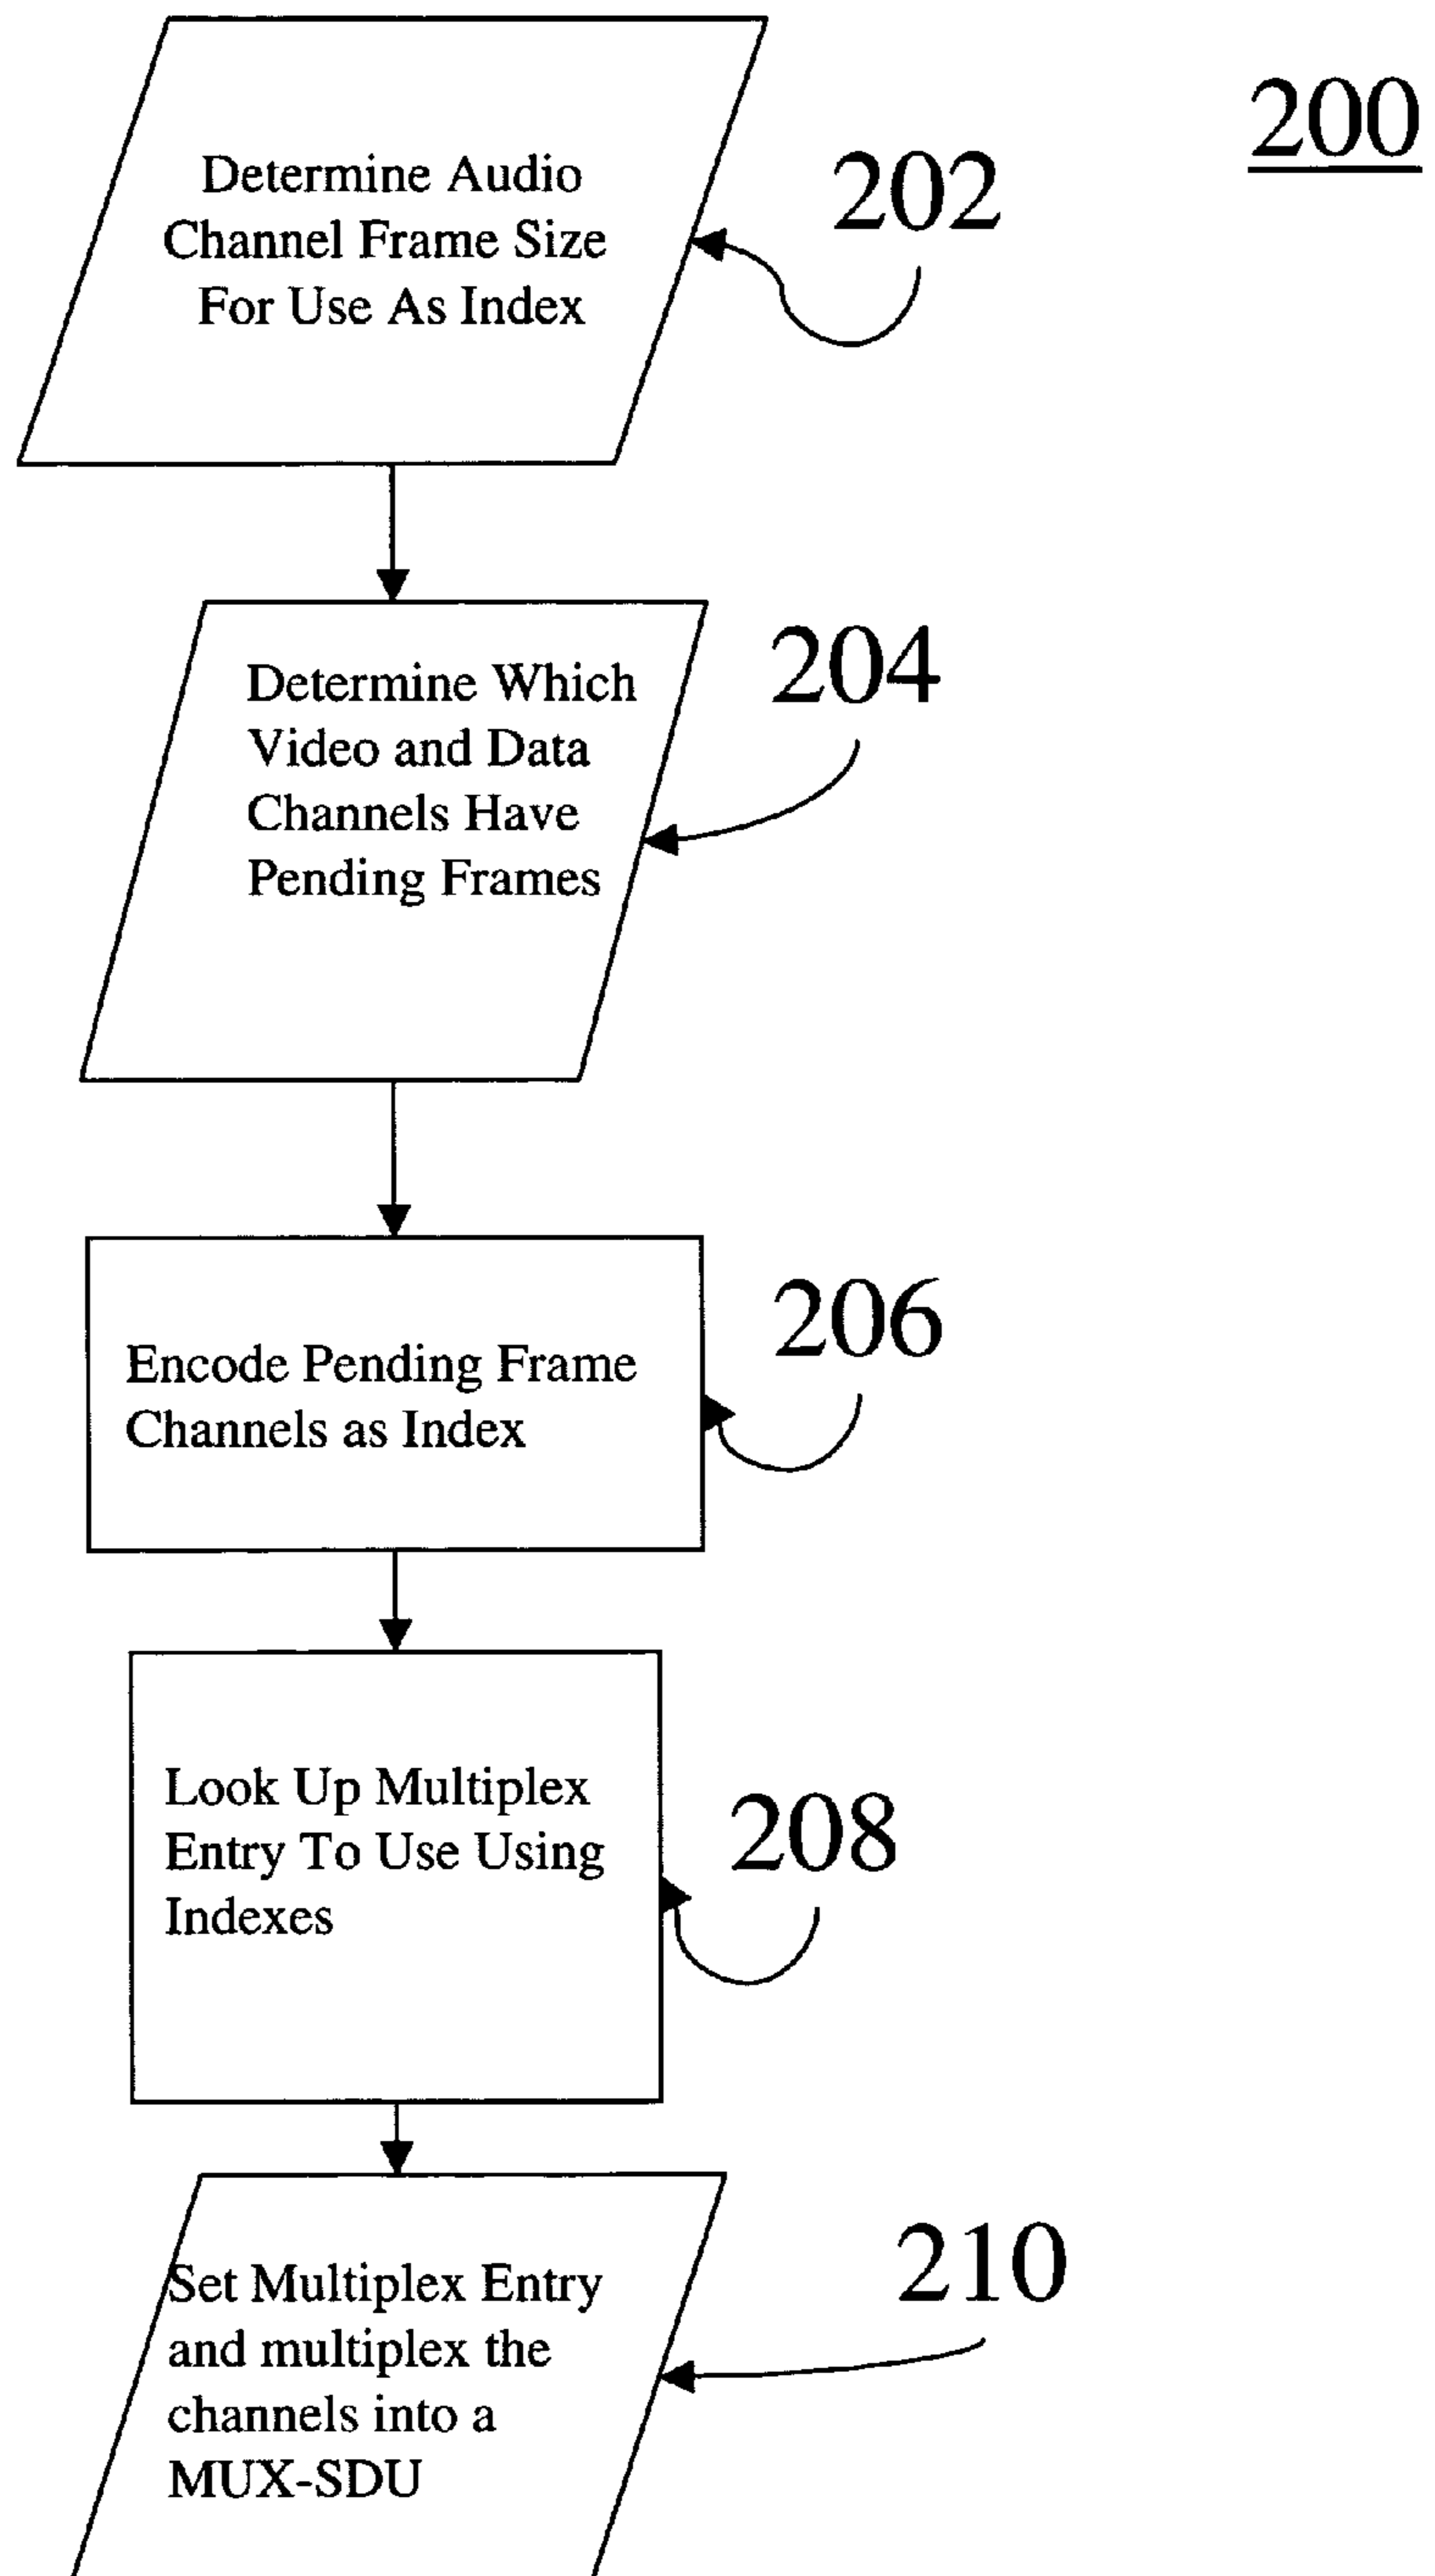 200
Determine Audio
Channel Frame Size
For Use As Index
202
Determine Which
Video and Data
Channels Have
Pending Frames
204
Encode Pending Frame
Channels as Index
206
Look Up Multiplex
Entry To Use Using
Indexes
208
Set Multiplex Entry
and multiplex the
channels into a
MUX-SDU
210